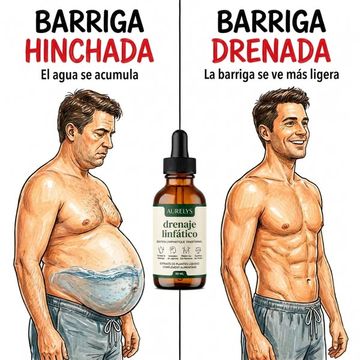 BARRIGA
HINCHADA
El agua se acumula
BARRIGA
DRENADA
La barriga se ve más ligera
AURELYS
drenaje
linfático